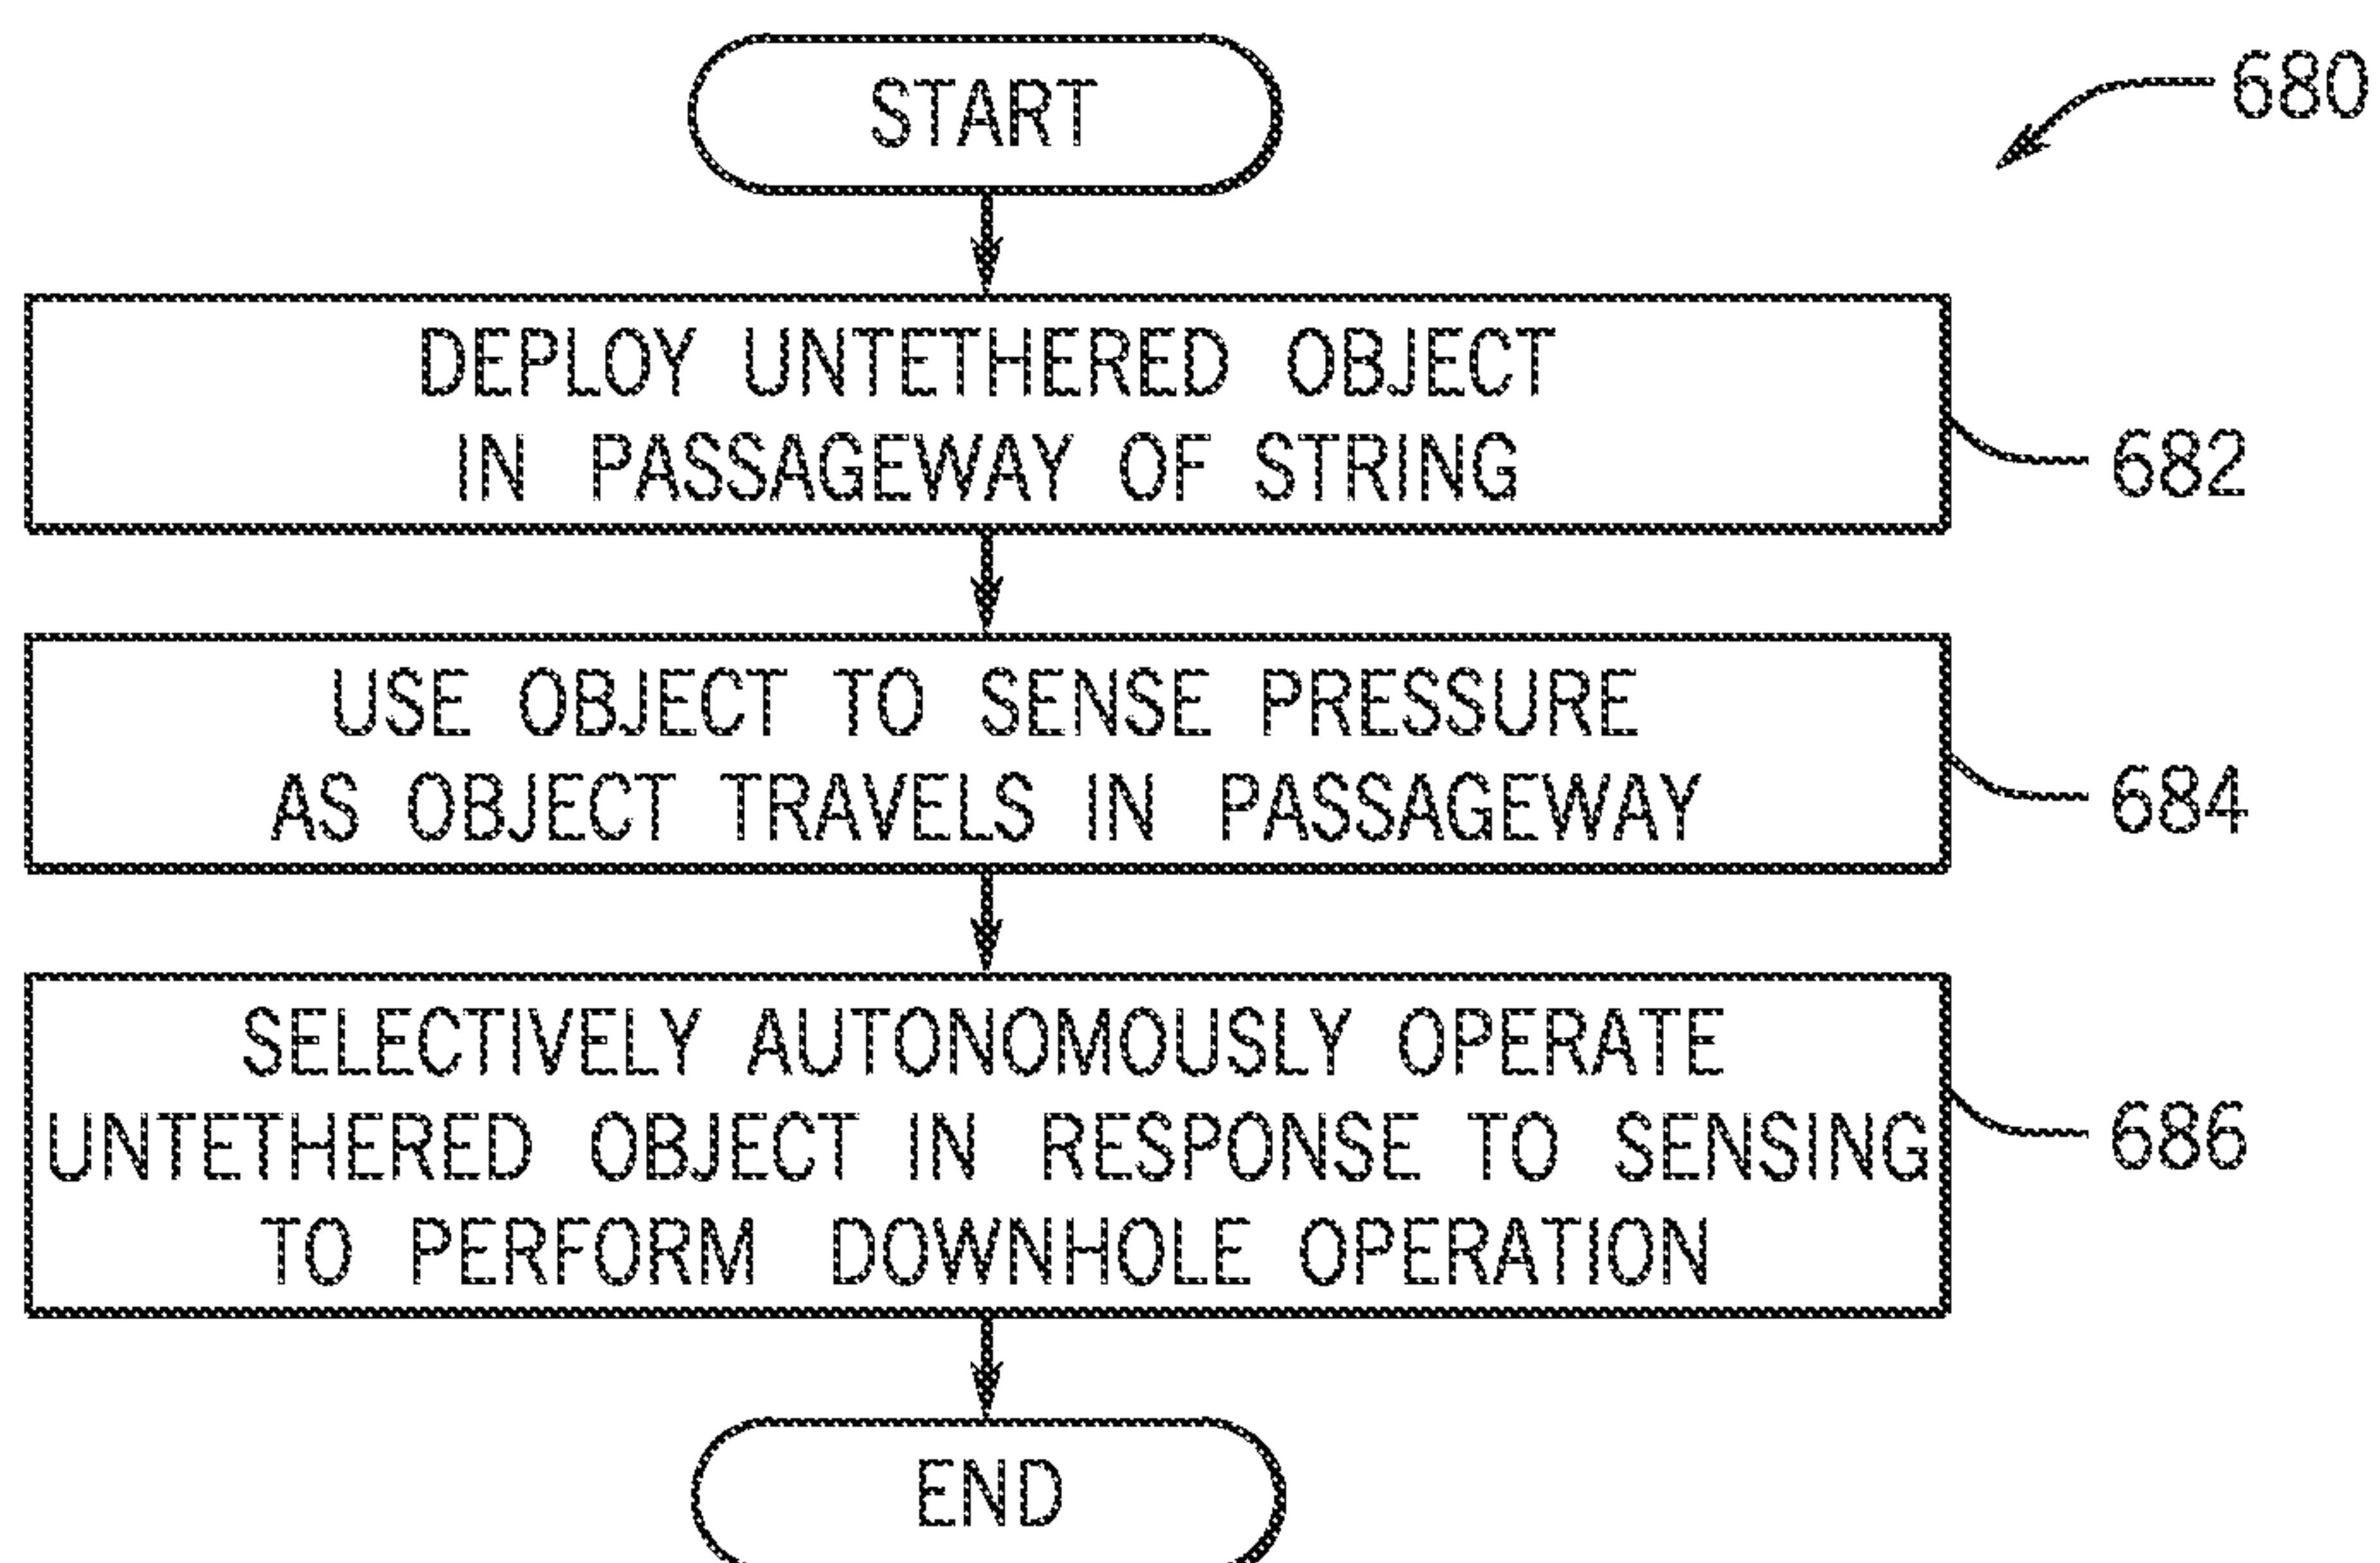 START
680
DEPLOY UNTETHERED OBJECT
IN PASSAGEWAY OF STRING
682
USE OBJECT TO SENSE PRESSURE
AS OBJECT TRAVELS IN PASSAGEWAY
684
SELECTIVELY AUTONOMOUSLY OPERATE
UNTETHERED OBJECT IN RESPONSE TO SENSING
TO PERFORM DOWNHOLE OPERATION
686
END